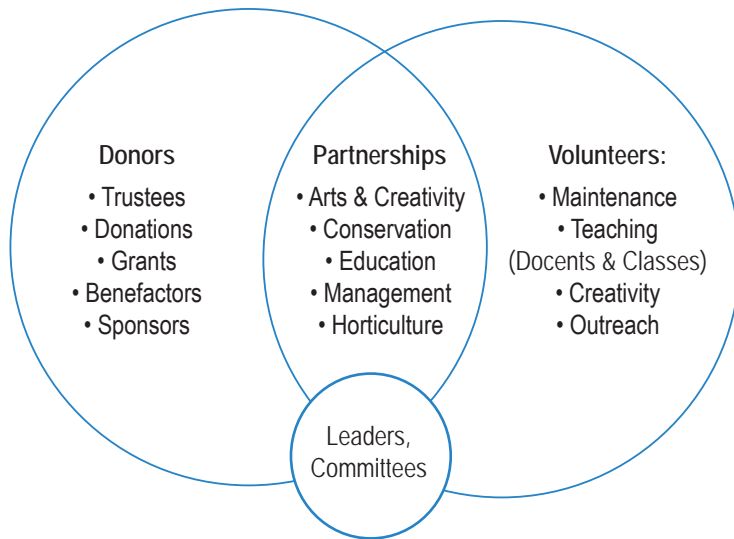 Donors
• Trustees
• Donations
• Grants
• Benefactors
• Sponsors
Partnerships
• Arts & Creativity
• Conservation
• Education
• Management
• Horticulture
Volunteers:
• Maintenance
• Teaching
(Docents & Classes)
• Creativity
• Outreach
Leaders,
Committees